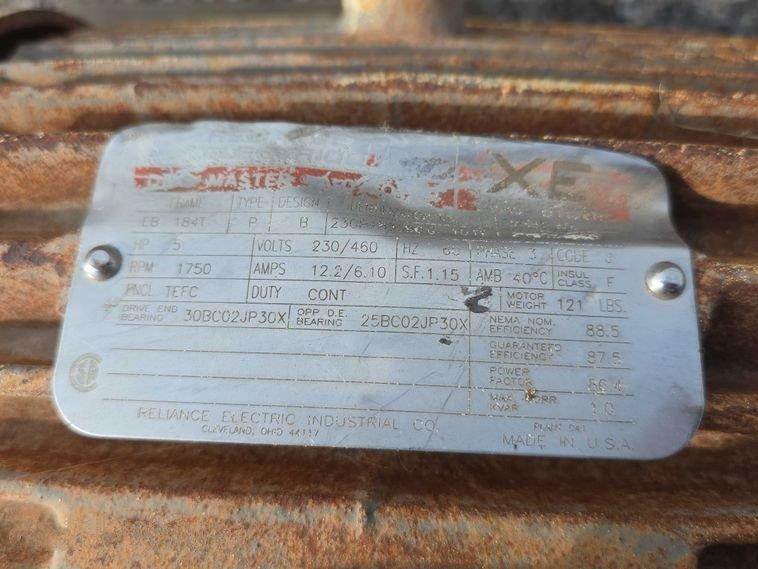 MASTER XE
FRAME TYPE DESIGN
EB 184T P B
HP 5 VOLTS 230/460 HZ 60 PHASE 3 CODE J
RPM 1750 AMPS 12.2/6.10 S.F. 1.15 AMB 40°C INSUL CLASS F
ENCL TEFC DUTY CONT MOTOR WEIGHT 121 LBS.
DRIVE END BEARING 30BC02JP30X OPP D.E. BEARING 25BC02JP30X NEMA NOM. EFFICIENCY 88.5
GUARANTEED EFFICIENCY 87.5
POWER FACTOR
MAX. CORR. KVAR 1.0
RELIANCE ELECTRIC INDUSTRIAL CO.
CLEVELAND, OHIO 44117
MADE IN U.S.A.